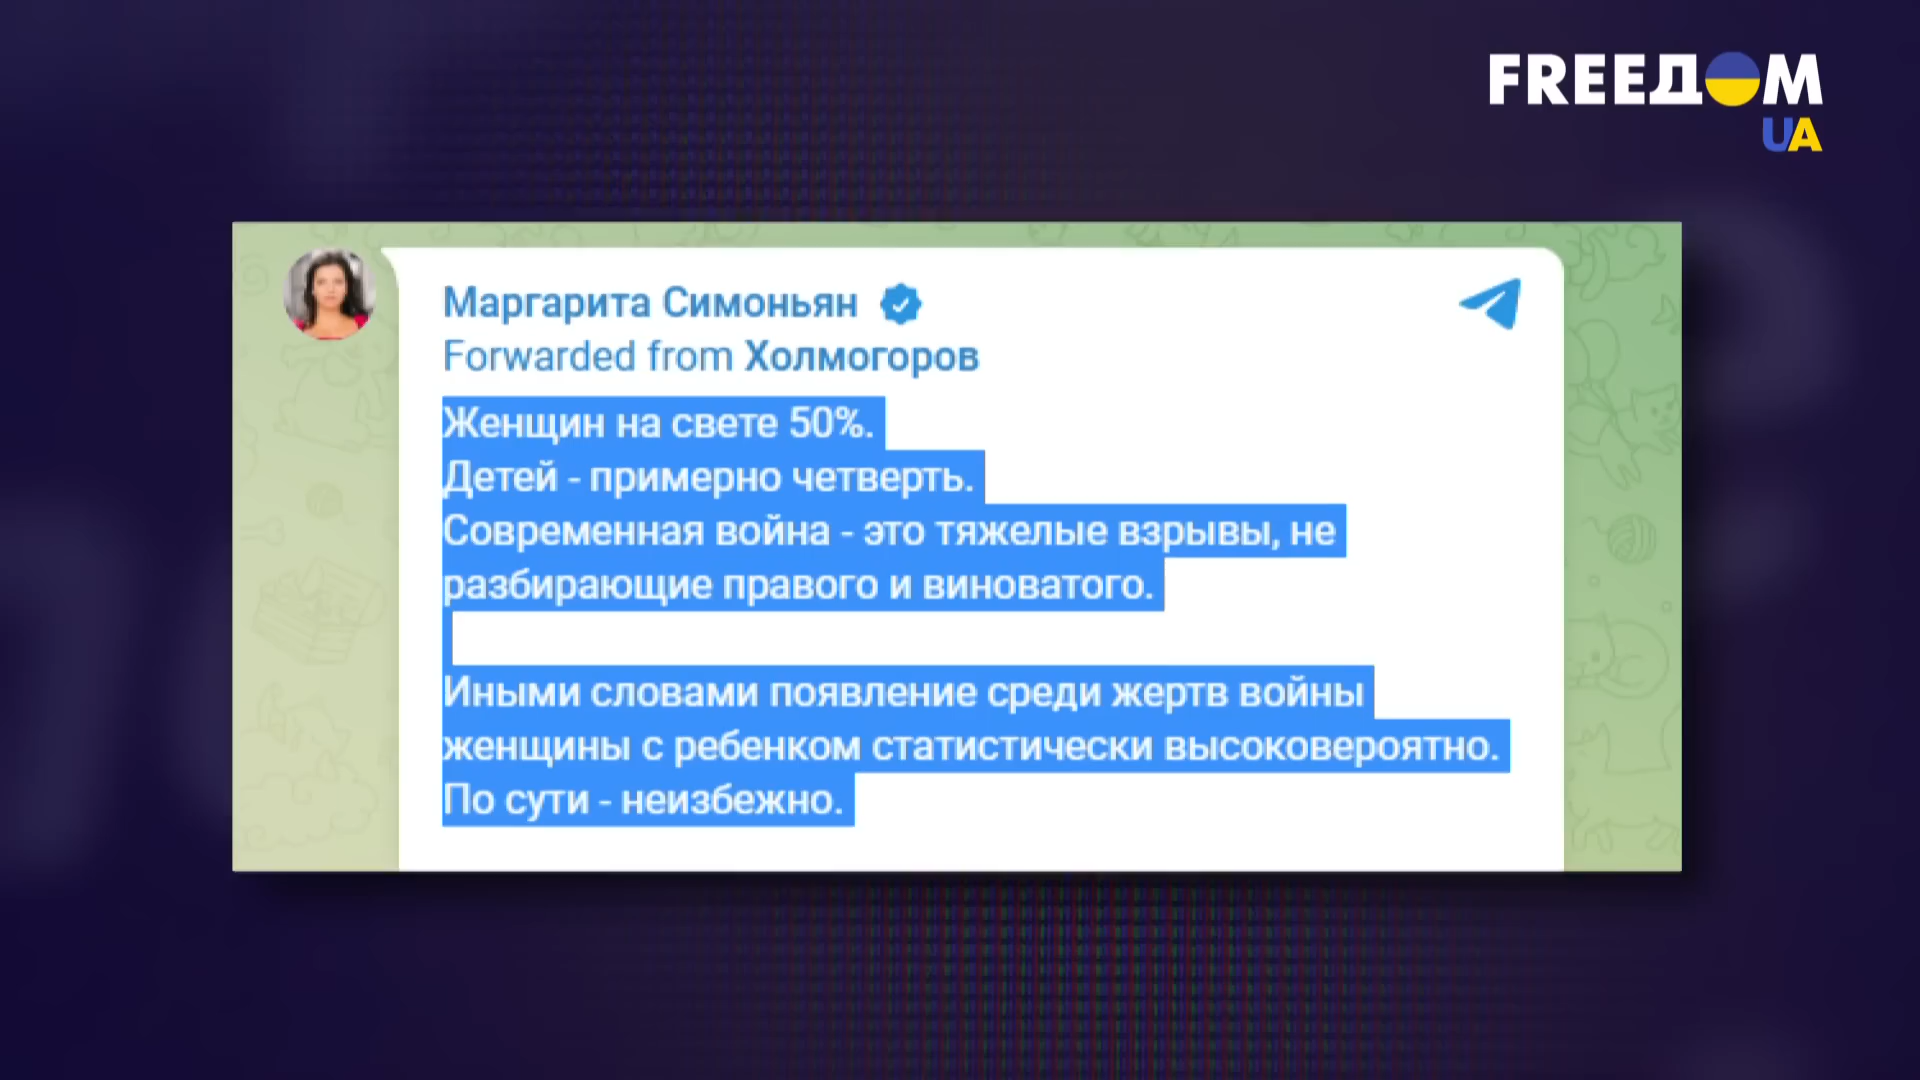 FREEДOM
UA
Маргарита Симоньян
Forwarded from Холмогоров
Женщин на свете 50%.
Детей - примерно четверть.
Современная война - это тяжелые взрывы, не
разбирающие правого и виноватого.
Иными словами появление среди жертв войны
женщины с ребенком статистически высоковероятно.
По сути - неизбежно.